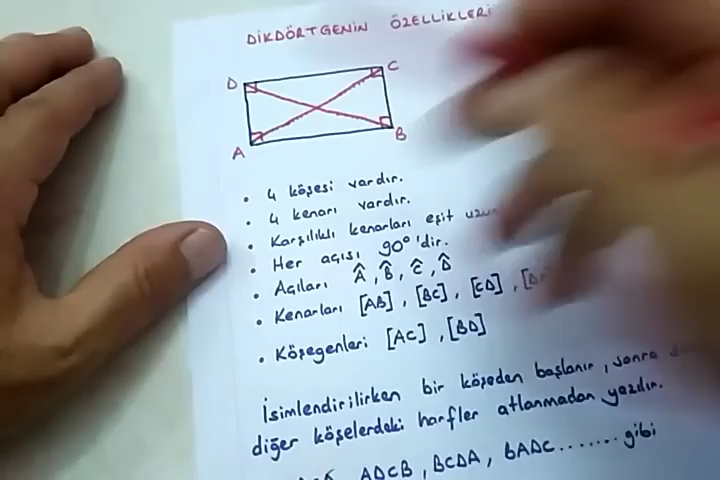 DİKDÖRTGENİN ÖZELLİKLERİ
D
C
A
B
• 4 köşesi vardır.
• 4 kenarı vardır.
• Karşılıklı kenarları eşit
• Her açısı 90° 'dir.
• Açıları Â, B̂, Ĉ, D̂
• Kenarları [AB], [BC], [CD],
• Köşegenleri [AC], [BD]
İsimlendirilirken bir köşeden başlanır, sonra
diğer köşelerdeki harfler atlanmadan yazılır.
ADCB, BCDA, BADC....... gibi